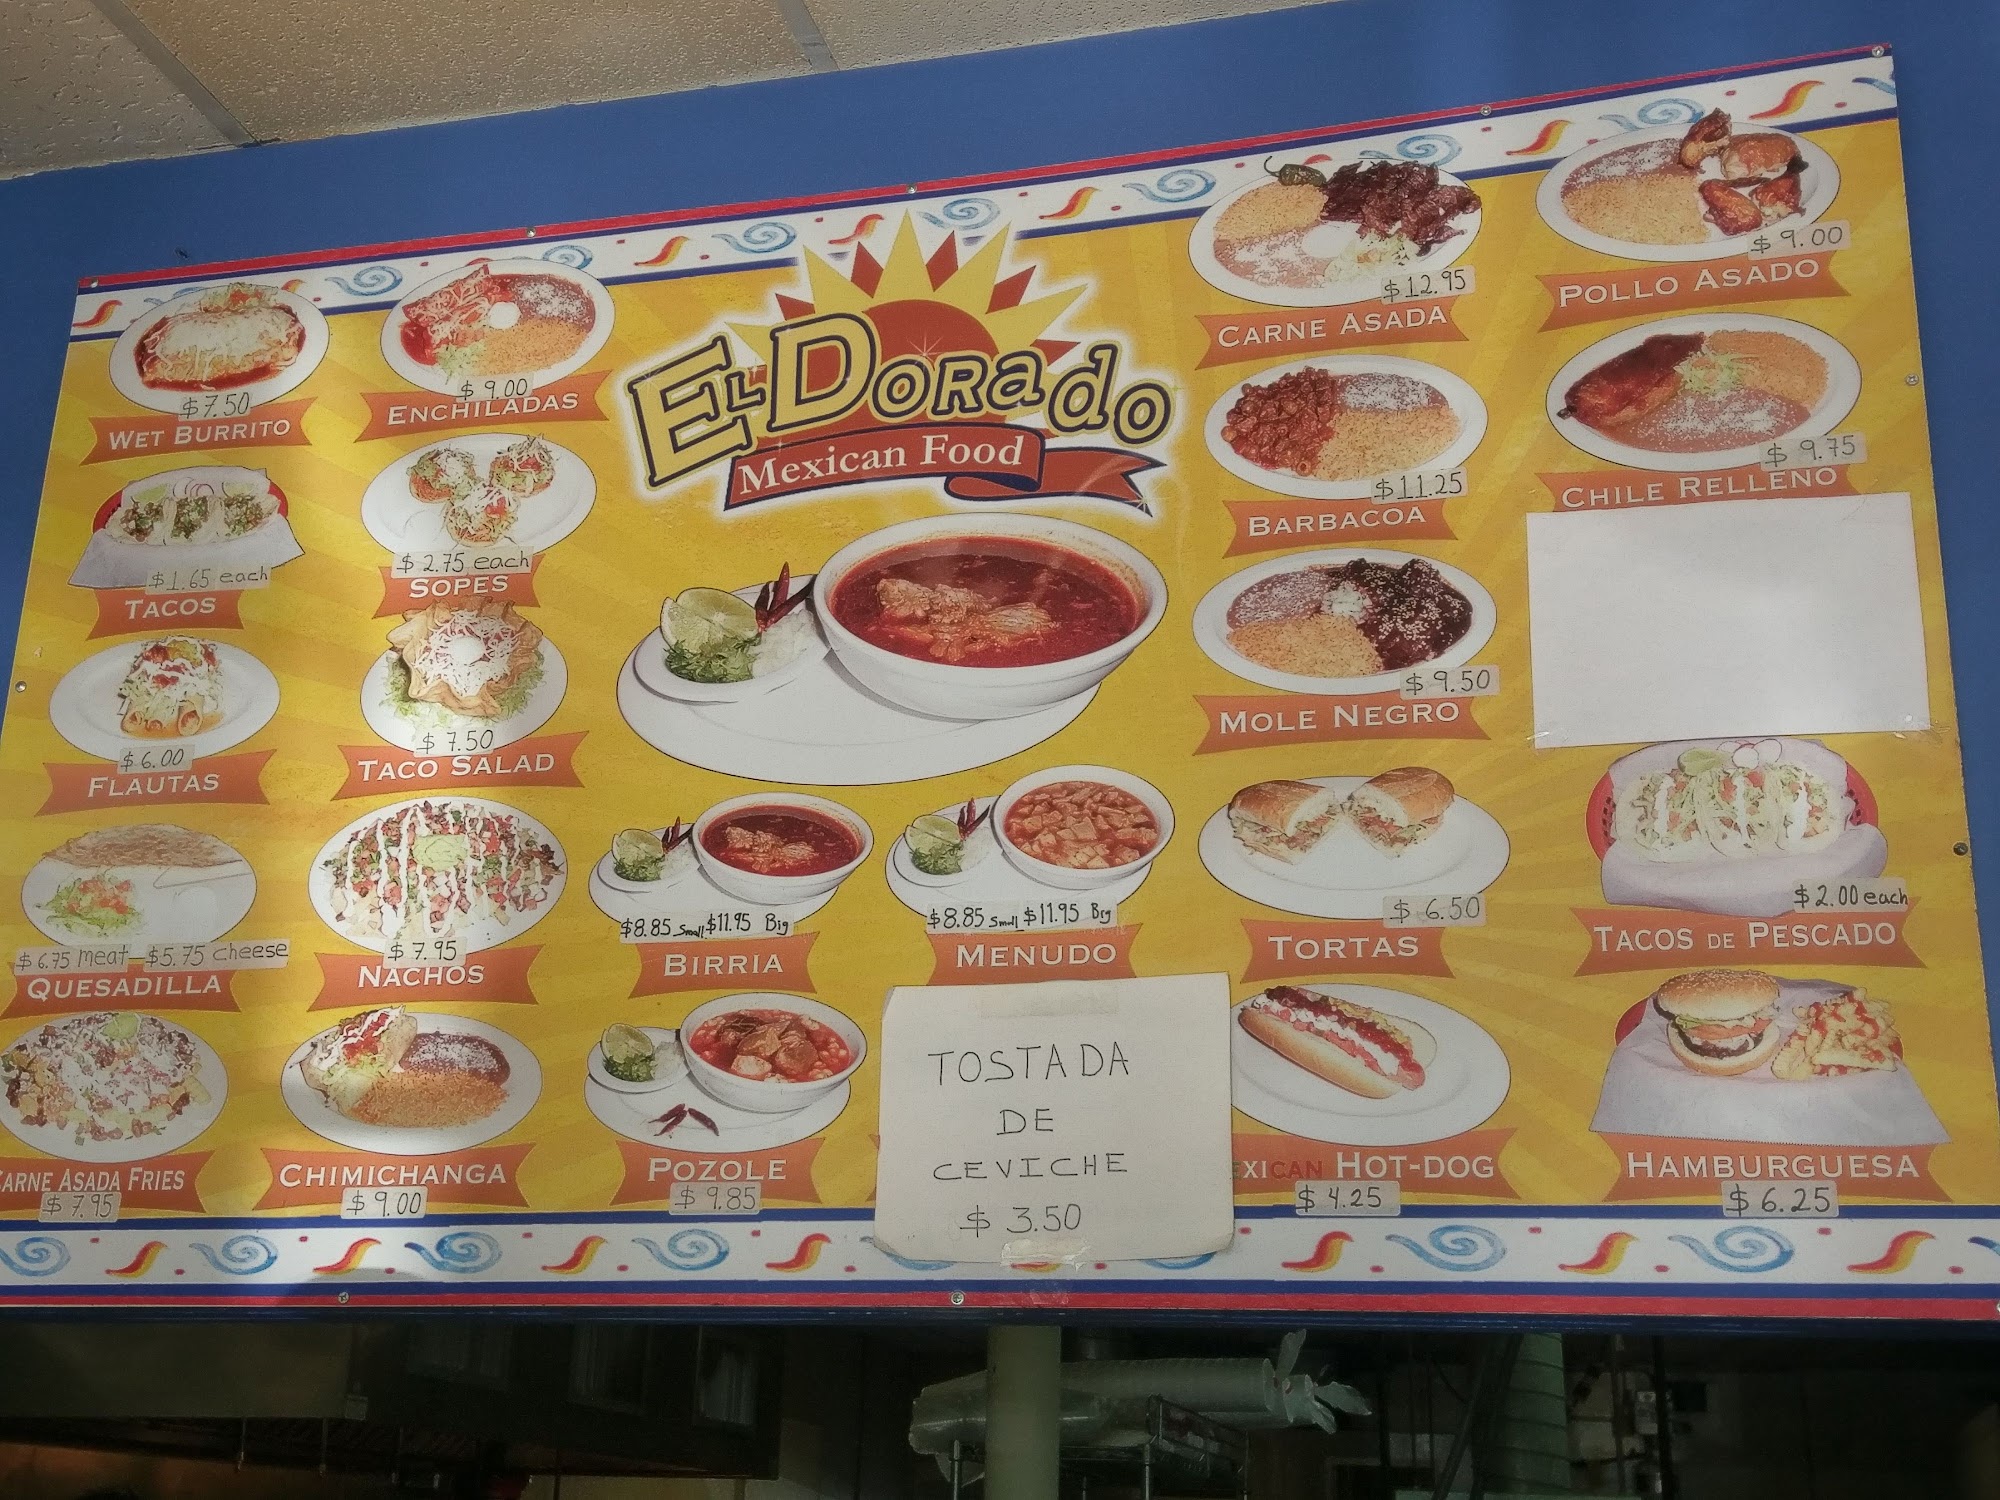 EL DORADO
Mexican Food
$7.50
WET BURRITO
$ 9.00
ENCHILADAS
$1.65 each
TACOS
$ 2.75 each
SOPES
$ 6.00
FLAUTAS
$ 7.50
TACO SALAD
$ 6.75 meat - $5.75 cheese
QUESADILLA
$ 7.95
NACHOS
CARNE ASADA FRIES
$ 7.95
CHIMICHANGA
$ 9.00
$8.85 Small $11.95 Big
BIRRIA
$8.85 Small $11.95 Big
MENUDO
POZOLE
$ 9.85
TOSTADA
DE
CEVICHE
$ 3.50
$12.95
CARNE ASADA
$ 9.00
POLLO ASADO
$11.25
BARBACOA
$ 9.75
CHILE RELLENO
$ 9.50
MOLE NEGRO
$ 6.50
TORTAS
$ 2.00 each
TACOS DE PESCADO
EXICAN HOT-DOG
$ 4.25
HAMBURGUESA
$ 6.25